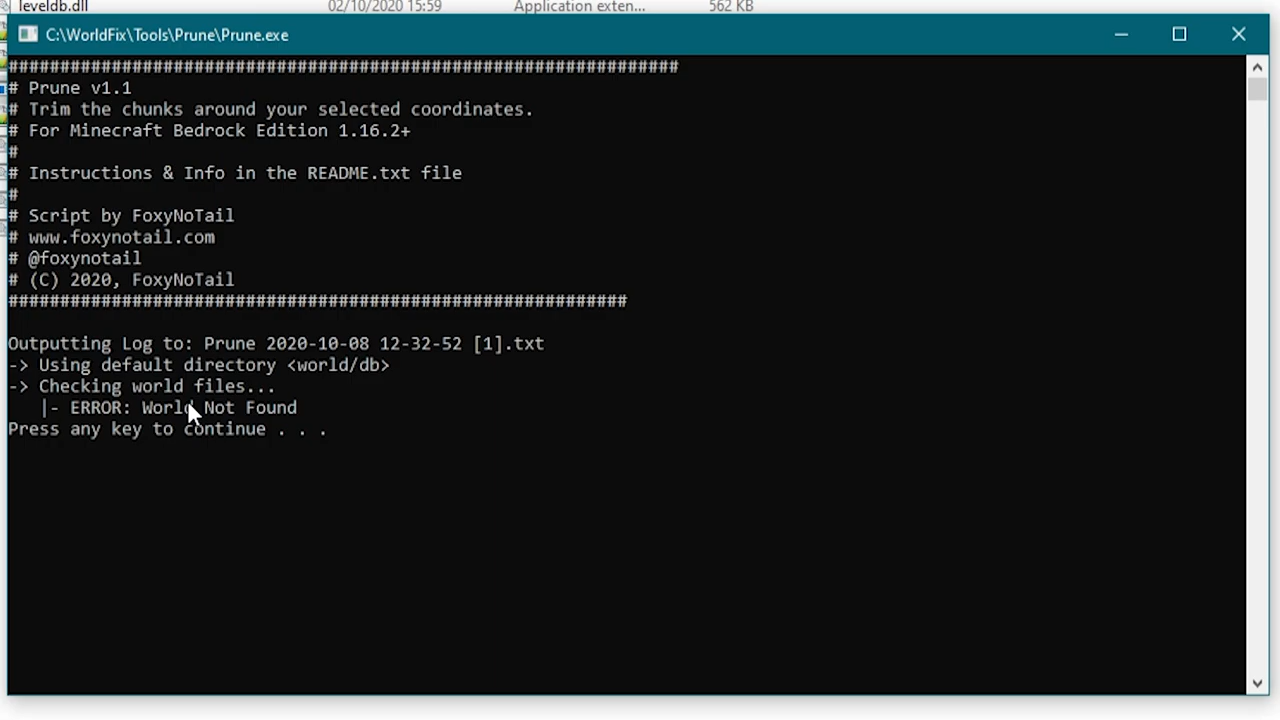 leveldb.dll 02/10/2020 15:59 Application exten... 562 KB
C:\WorldFix\Tools\Prune\Prune.exe
#################################################################
# Prune v1.1
# Trim the chunks around your selected coordinates.
# For Minecraft Bedrock Edition 1.16.2+
#
# Instructions & Info in the README.txt file
#
# Script by FoxyNoTail
# www.foxynotail.com
# @foxynotail
# (C) 2020, FoxyNoTail
############################################################
Outputting Log to: Prune 2020-10-08 12-32-52 [1].txt
-> Using default directory <world/db>
-> Checking world files...
|- ERROR: World Not Found
Press any key to continue . . .